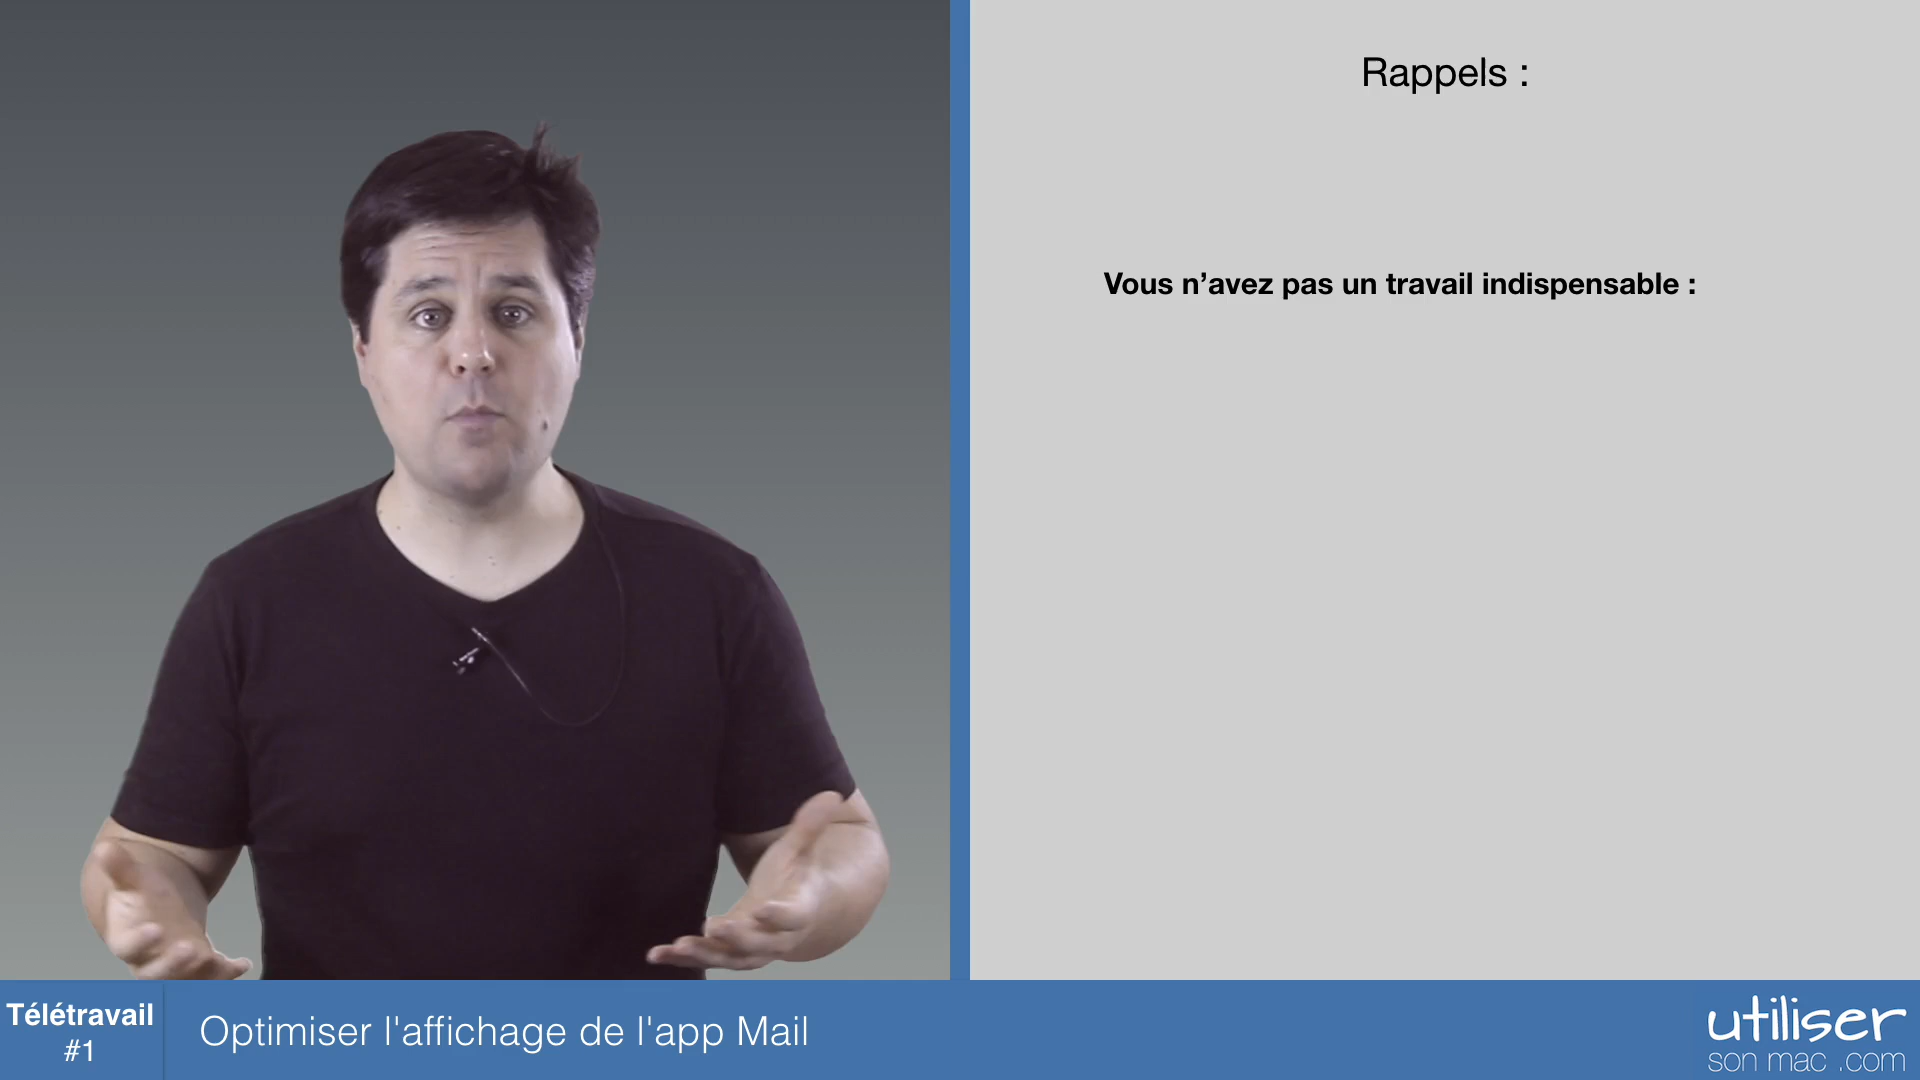 Rappels :
Vous n’avez pas un travail indispensable :
Télétravail
#1
Optimiser l'affichage de l'app Mail
utiliser
son mac .com